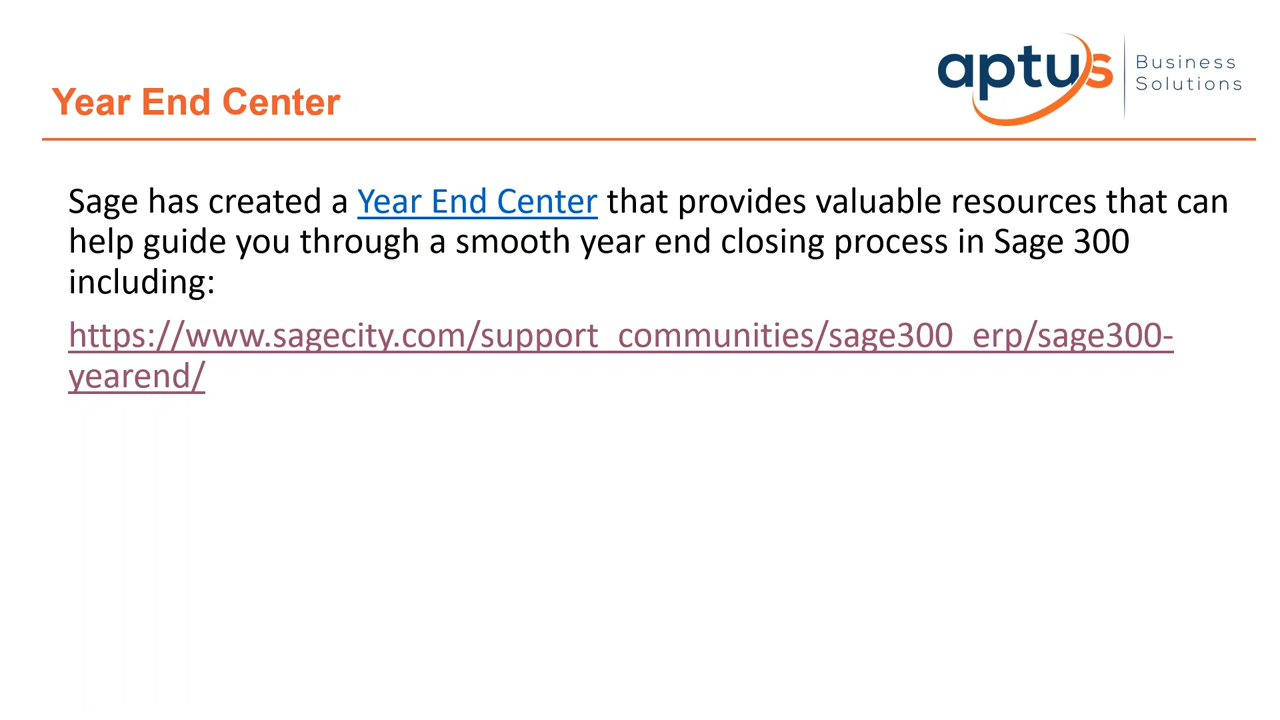 aptus
Business
Solutions
Year End Center
Sage has created a Year End Center that provides valuable resources that can
help guide you through a smooth year end closing process in Sage 300
including:
https://www.sagecity.com/support_communities/sage300_erp/sage300-
yearend/